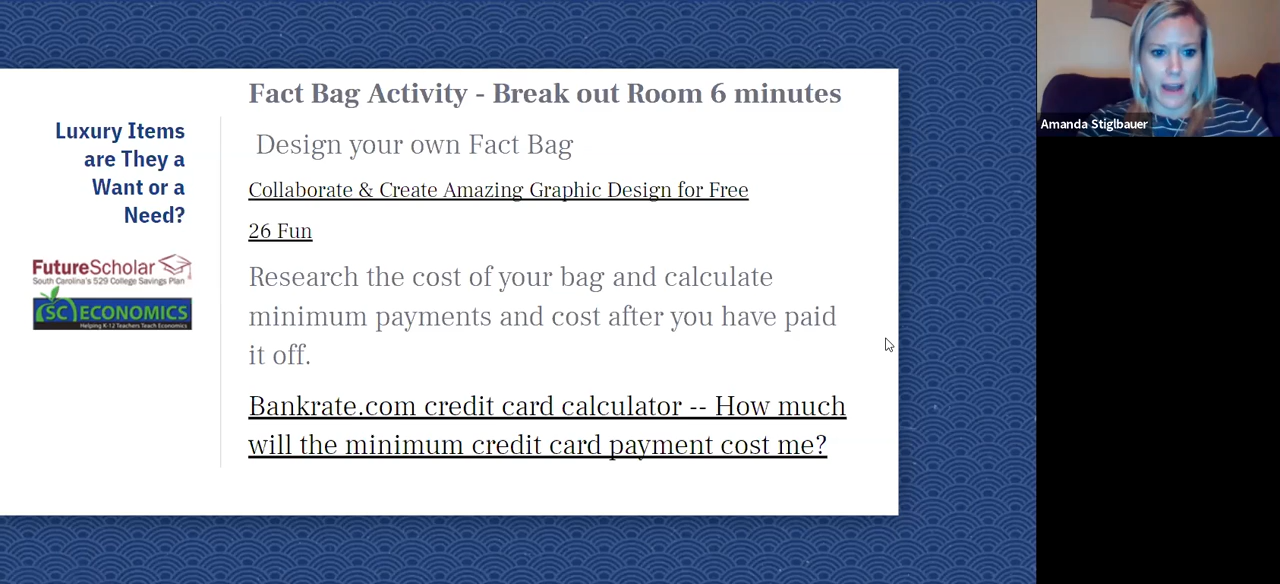 Fact Bag Activity - Break out Room 6 minutes
Luxury Items
are They a
Want or a
Need?
Design your own Fact Bag
Collaborate & Create Amazing Graphic Design for Free
26 Fun
Research the cost of your bag and calculate
minimum payments and cost after you have paid
it off.
Bankrate.com credit card calculator -- How much
will the minimum credit card payment cost me?
FutureScholar
South Carolina's 529 College Savings Plan
SC ECONOMICS
Helping K-12 Teachers Teach Economics
Amanda Stiglbauer